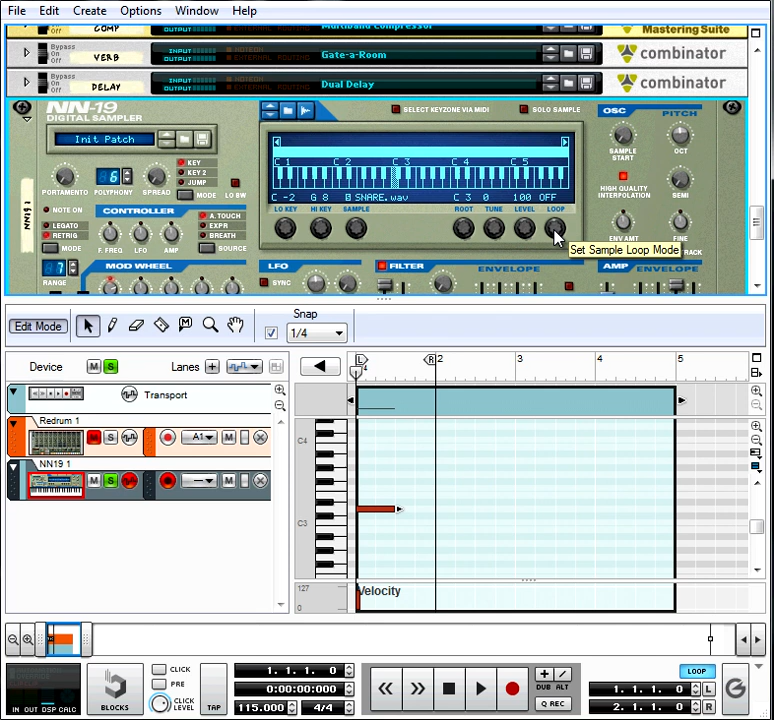 File Edit Create Options Window Help
Off COMP Multiband Compressor Mastering Suite
Bypass On Off VERB INPUT OUTPUT Gate-a-Room combinator
Bypass On Off DELAY INPUT OUTPUT Dual Delay combinator
NN-19
DIGITAL SAMPLER
SELECT KEYZONE VIA MIDI SOLO SAMPLE
OSC PITCH
Init Patch
SAMPLE START OCT
C 1 C 2 C 3 C 4 C 5
6 KEY KEY 2 JUMP
PORTAMENTO POLYPHONY SPREAD MODE LO BW
HIGH QUALITY INTERPOLATION SEMI
C -2 G 8 SNARE.wav C 3 0 100 OFF
LO KEY HI KEY SAMPLE ROOT TUNE LEVEL LOOP
NN19 1
NOTE ON
LEGATO
RETRIG
MODE
CONTROLLER
F. FREQ LFO AMP
A.TOUCH
EXPR
BREATH
SOURCE
ENV AMT FINE
Set Sample Loop Mode
TRACK
7 RANGE
MOD WHEEL LFO FILTER ENVELOPE AMP ENVELOPE
SYNC
Edit Mode
Snap
1/4
Device M S Lanes
L R 2 3 4 5
Transport
Redrum 1
M S A1 M
NN19 1
M S M
C4
C3
127
0
Velocity
IN OUT DSP CALC
BLOCKS
CLICK
PRE
CLICK LEVEL
TAP
1. 1. 1. 0
0:00:00:000
115.000 4/4
DUB ALT
Q REC
LOOP
1. 1. 1. 0 L
2. 1. 1. 0 R